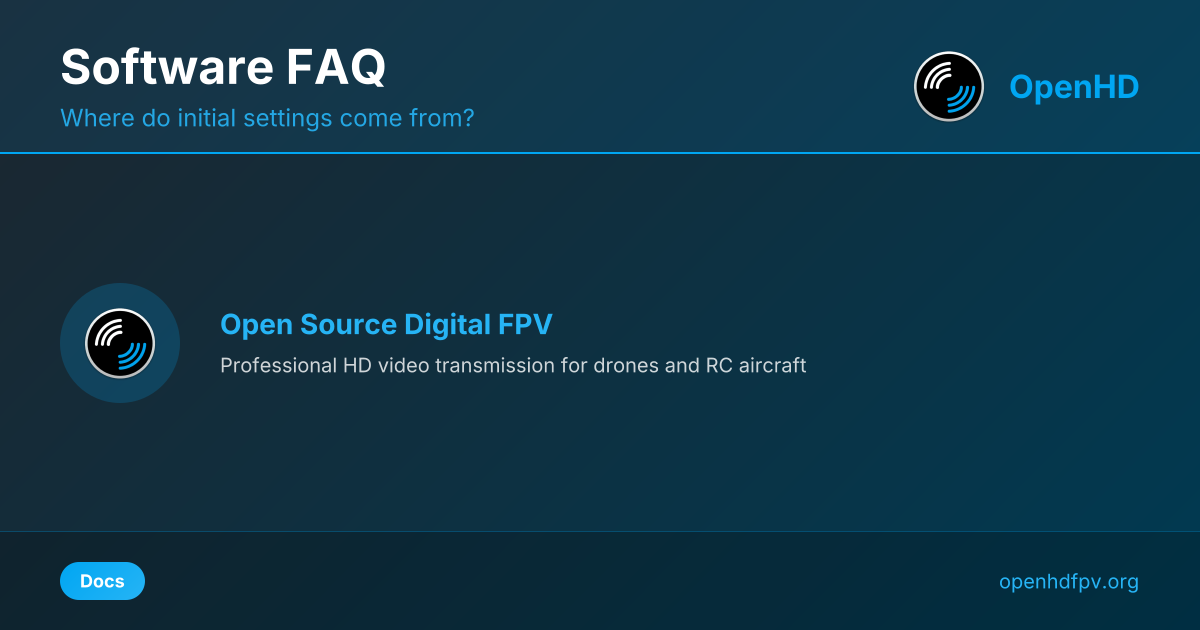 Software FAQ
Where do initial settings come from?
OpenHD
Open Source Digital FPV
Professional HD video transmission for drones and RC aircraft
Docs
openhdfpv.org